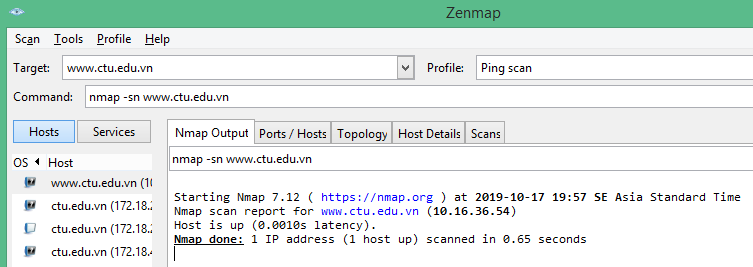 Zenmap
Scan Tools Profile Help
Target: www.ctu.edu.vn Profile: Ping scan
Command: nmap -sn www.ctu.edu.vn
Hosts Services
Nmap Output Ports / Hosts Topology Host Details Scans
nmap -sn www.ctu.edu.vn
OS Host
www.ctu.edu.vn (10
ctu.edu.vn (172.18.2
ctu.edu.vn (172.18.2
ctu.edu.vn (172.18.4
Starting Nmap 7.12 ( https://nmap.org ) at 2019-10-17 19:57 SE Asia Standard Time
Nmap scan report for www.ctu.edu.vn (10.16.36.54)
Host is up (0.0010s latency).
Nmap done: 1 IP address (1 host up) scanned in 0.65 seconds